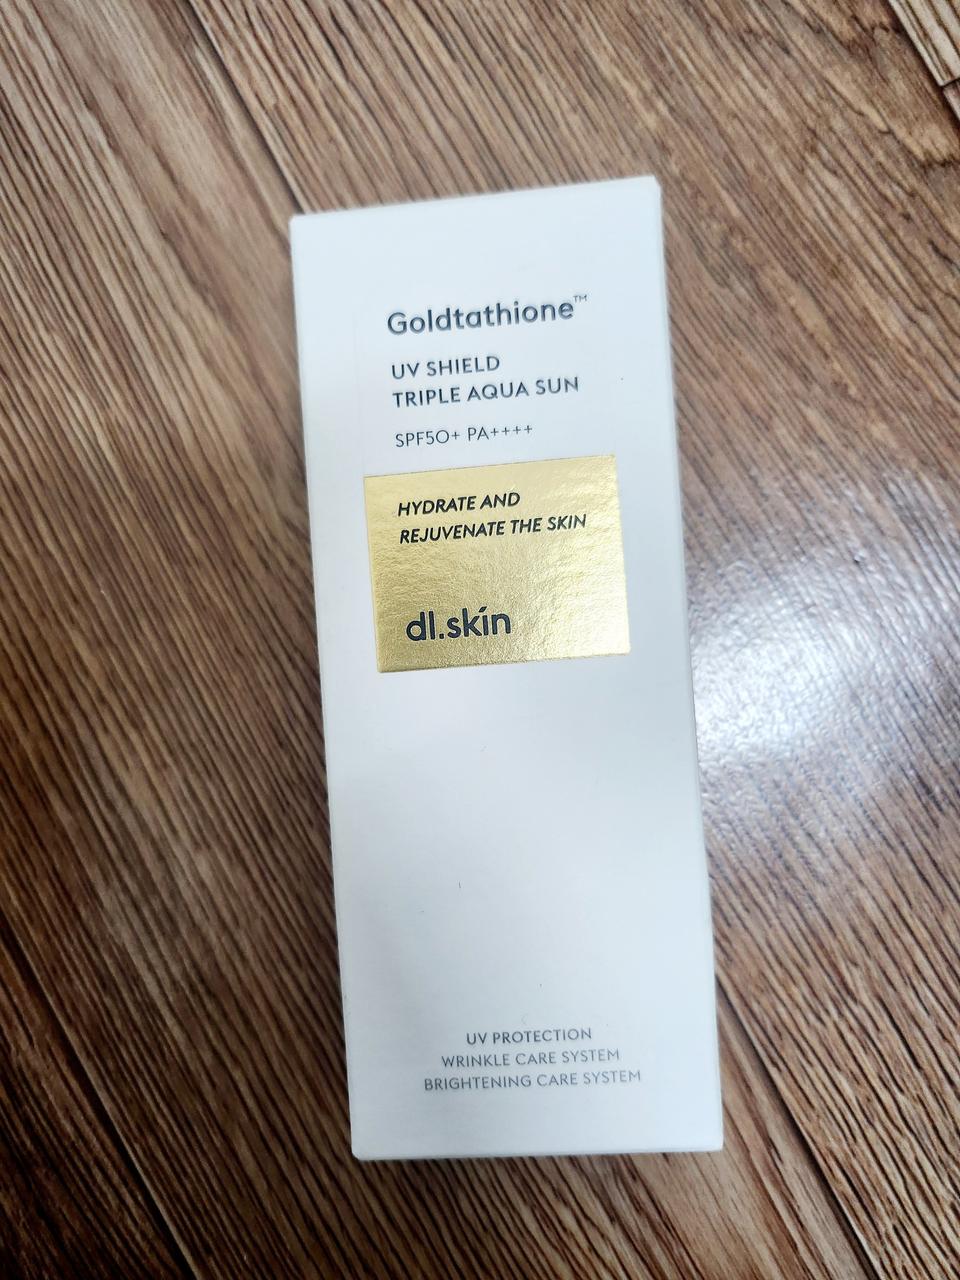 Goldtathione™
UV SHIELD
TRIPLE AQUA SUN
SPF50+ PA++++
HYDRATE AND
REJUVENATE THE SKIN
dl.skín
UV PROTECTION
WRINKLE CARE SYSTEM
BRIGHTENING CARE SYSTEM